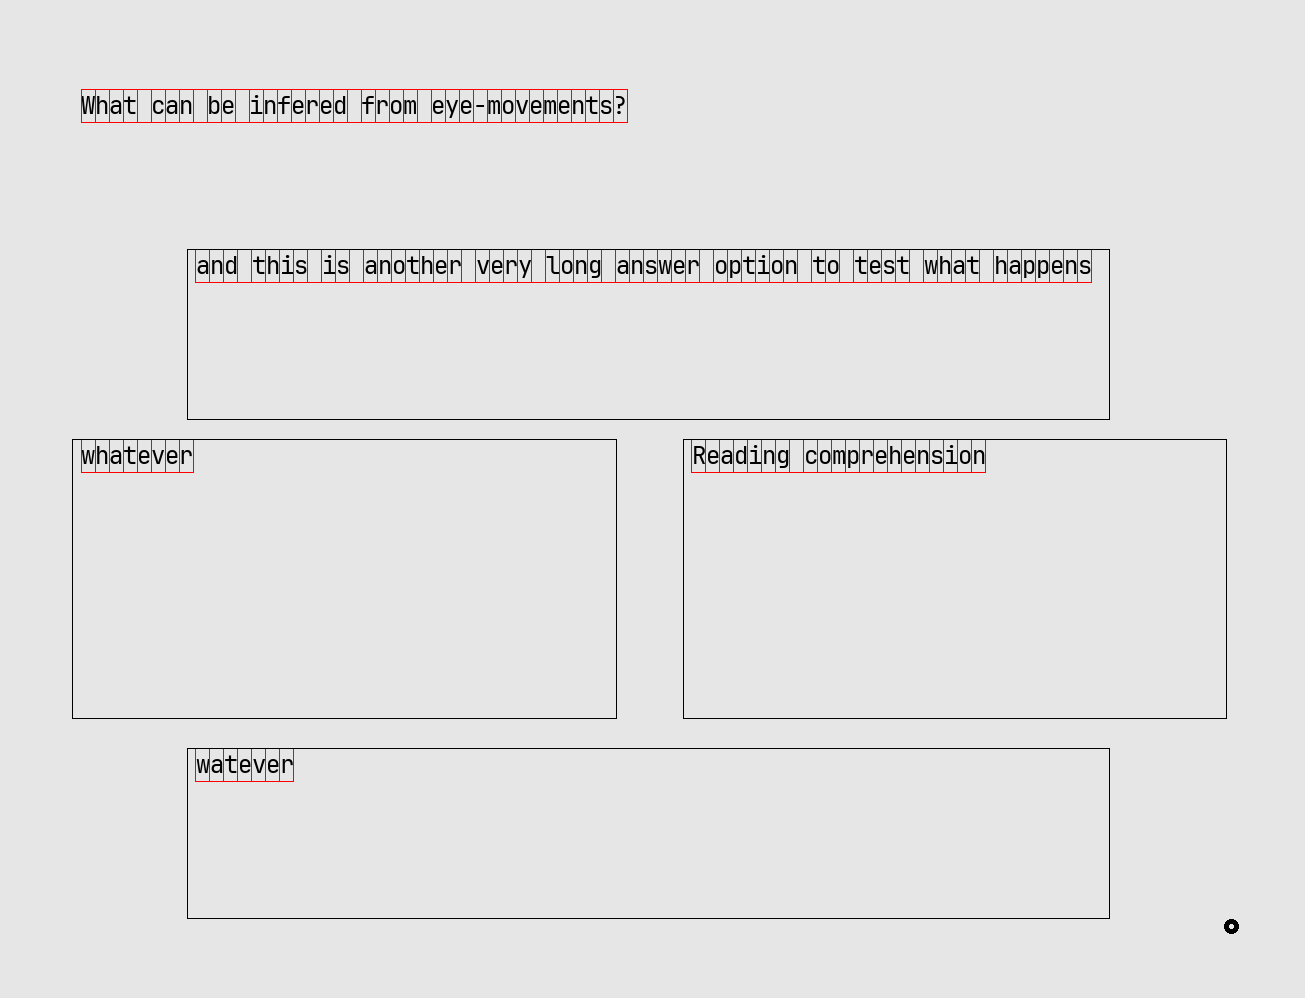 What can be infered from eye-movements?
and this is another very long answer option to test what happens
whatever
Reading comprehension
watever